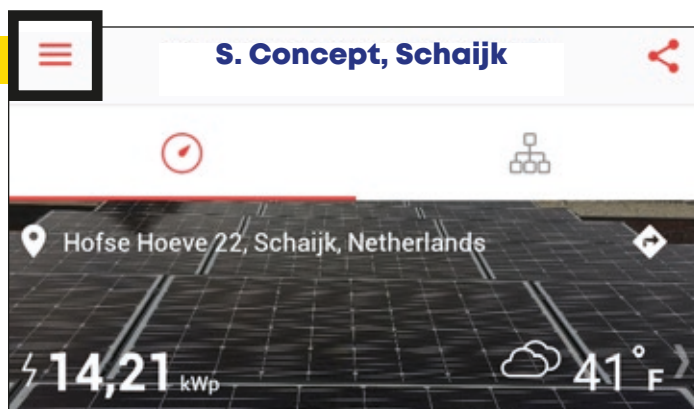 S. Concept, Schaijk
Hofse Hoeve 22, Schaijk, Netherlands
14,21 kWp
41°F